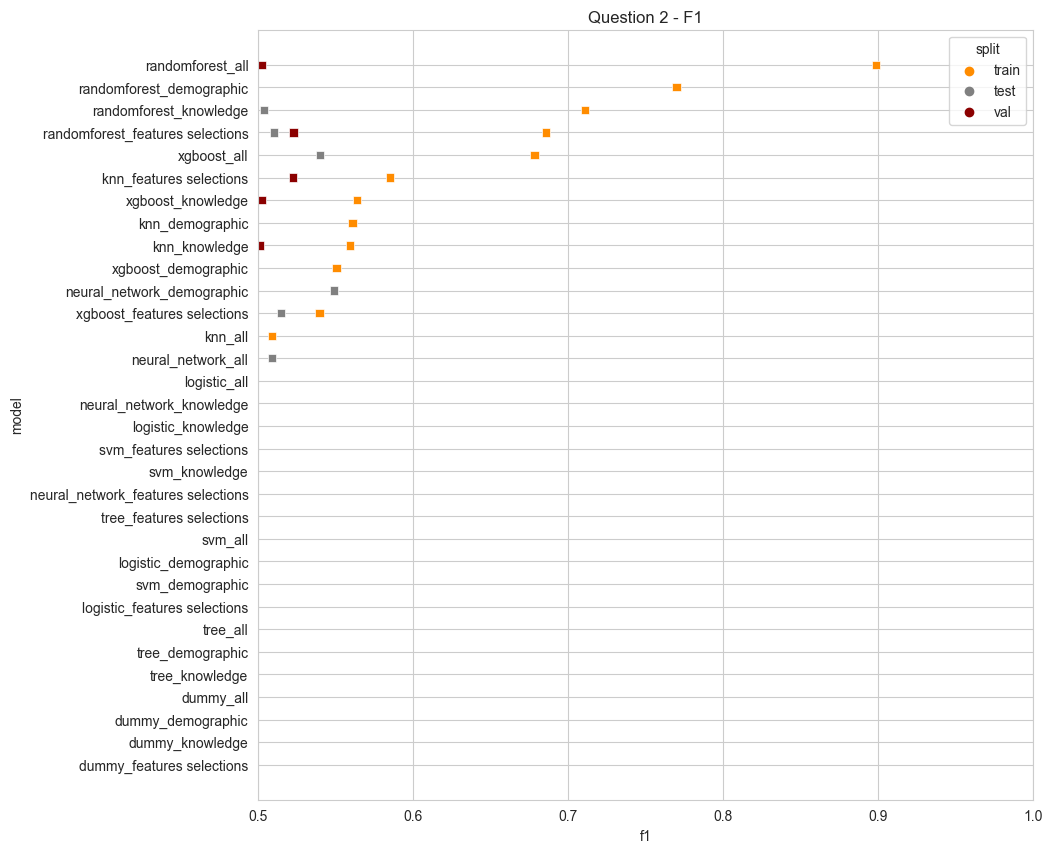 Question 2 - F1
split
train
test
val
randomforest_all
randomforest_demographic
randomforest_knowledge
randomforest_features selections
xgboost_all
knn_features selections
xgboost_knowledge
knn_demographic
knn_knowledge
xgboost_demographic
neural_network_demographic
xgboost_features selections
knn_all
neural_network_all
logistic_all
neural_network_knowledge
logistic_knowledge
svm_features selections
svm_knowledge
neural_network_features selections
tree_features selections
svm_all
logistic_demographic
svm_demographic
logistic_features selections
tree_all
tree_demographic
tree_knowledge
dummy_all
dummy_demographic
dummy_knowledge
dummy_features selections
model
0.5 0.6 0.7 0.8 0.9 1.0
f1